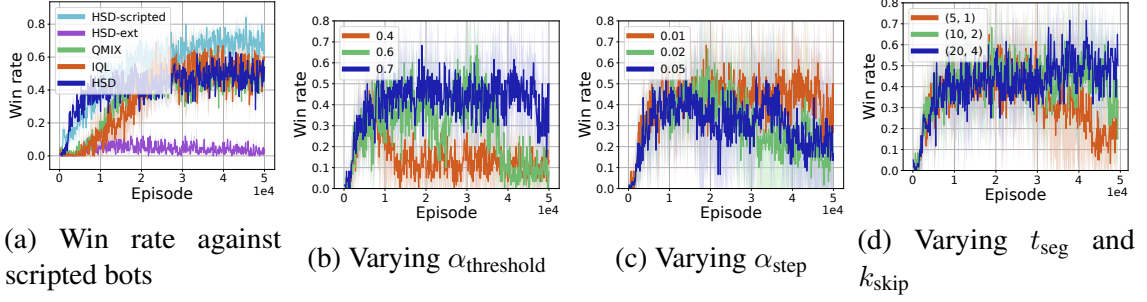 Win rate
0.8
0.6
0.4
0.2
0.0
HSD-scripted
HSD-ext
QMIX
IQL
HSD
0 1 2 3 4 5
Episode 1e4
(a) Win rate against
scripted bots
Win rate
0.8
0.7
0.6
0.5
0.4
0.3
0.2
0.1
0.0
0.4
0.6
0.7
0 1 2 3 4 5
Episode 1e4
(b) Varying α_threshold
Win rate
0.8
0.7
0.6
0.5
0.4
0.3
0.2
0.1
0.0
0.01
0.02
0.05
0 1 2 3 4 5
Episode 1e4
(c) Varying α_step
Win rate
0.8
0.7
0.6
0.5
0.4
0.3
0.2
0.1
0.0
(5, 1)
(10, 2)
(20, 4)
0 1 2 3 4 5
Episode 1e4
(d) Varying t_seg and
k_skip